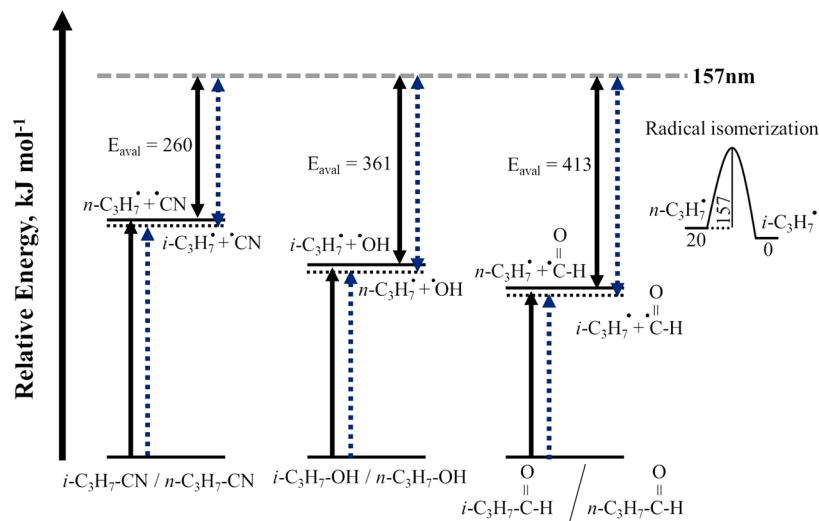 Relative Energy, kJ mol-1
157nm
Eaval = 260
n-C3H7• + •CN
i-C3H7• + •CN
i-C3H7-CN / n-C3H7-CN
Eaval = 361
i-C3H7• + •OH
n-C3H7• + •OH
i-C3H7-OH / n-C3H7-OH
Eaval = 413
O
n-C3H7• + •C-H
O
i-C3H7• + •C-H
O
i-C3H7-C-H
/
O
n-C3H7-C-H
Radical isomerization
n-C3H7•
157
i-C3H7•
20
0